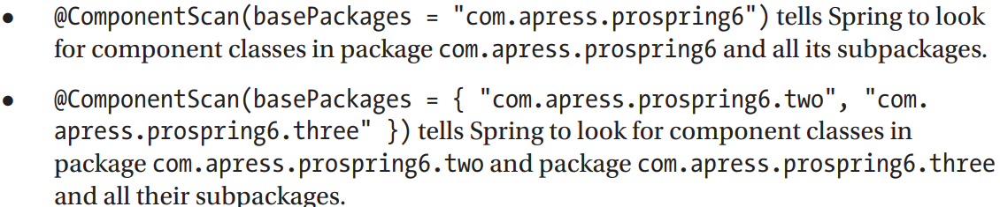 • @ComponentScan(basePackages = "com.apress.prospring6") tells Spring to look
for component classes in package com.apress.prospring6 and all its subpackages.
• @ComponentScan(basePackages = { "com.apress.prospring6.two", "com.
apress.prospring6.three" }) tells Spring to look for component classes in
package com.apress.prospring6.two and package com.apress.prospring6.three
and all their subpackages.